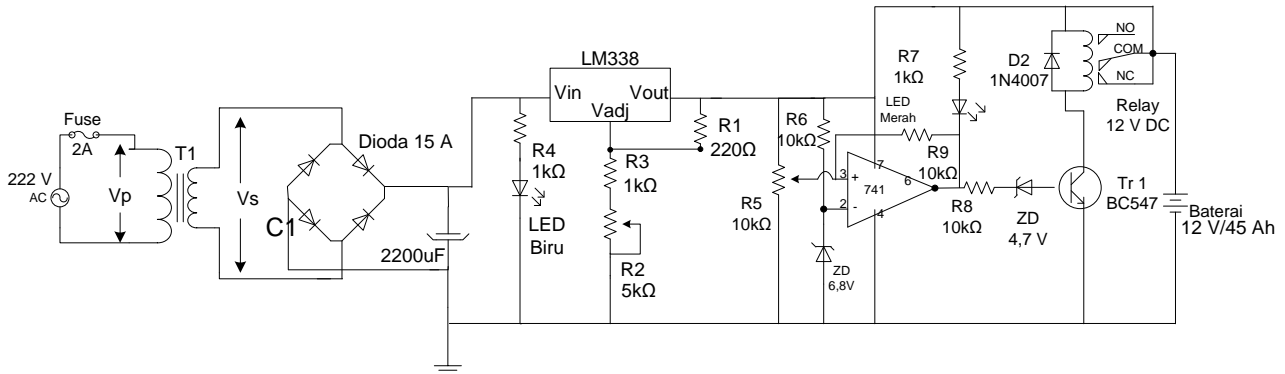 Fuse
2A
222 V
AC
Vp
T1
Vs
Dioda 15 A
C1
2200uF
R4
1kΩ
LED
Biru
LM338
Vin
Vout
Vadj
R1
220Ω
R3
1kΩ
R2
5kΩ
R5
10kΩ
R6
10kΩ
ZD
6,8V
LED
Merah
R7
1kΩ
R9
10kΩ
3
+
2
-
741
7
6
4
R8
10kΩ
ZD
4,7 V
D2
1N4007
NO
COM
NC
Relay
12 V DC
Tr 1
BC547
Baterai
12 V/45 Ah